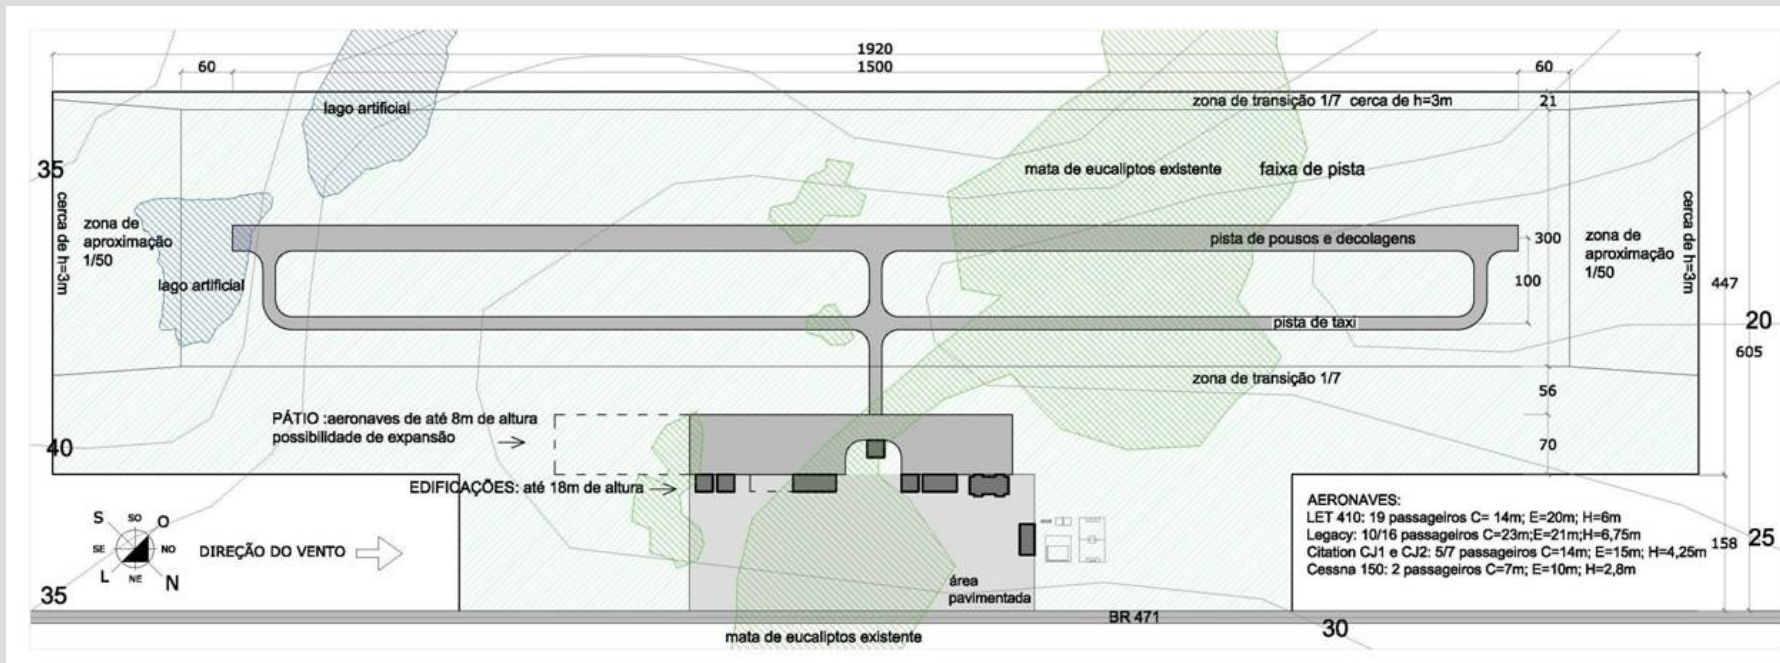 1920
60
1500
60
lago artificial
zona de transição 1/7 cerca de h=3m
21
35
mata de eucaliptos existente
faixa de pista
cerca de h=3m
zona de
aproximação
1/50
pista de pousos e decolagens
300
zona de
aproximação
1/50
cerca de h=3m
lago artificial
100
447
pista de taxi
20
605
zona de transição 1/7
56
PÁTIO :aeronaves de até 8m de altura
possibilidade de expansão
40
70
EDIFICAÇÕES: até 18m de altura
S
SO
O
SE
NO
L
NE
N
DIREÇÃO DO VENTO
AERONAVES:
LET 410: 19 passageiros C= 14m; E=20m; H=6m
Legacy: 10/16 passageiros C=23m;E=21m;H=6,75m
Citation CJ1 e CJ2: 5/7 passageiros C=14m; E=15m; H=4,25m
Cessna 150: 2 passageiros C=7m; E=10m; H=2,8m
158
25
área
pavimentada
35
BR 471
mata de eucaliptos existente
30